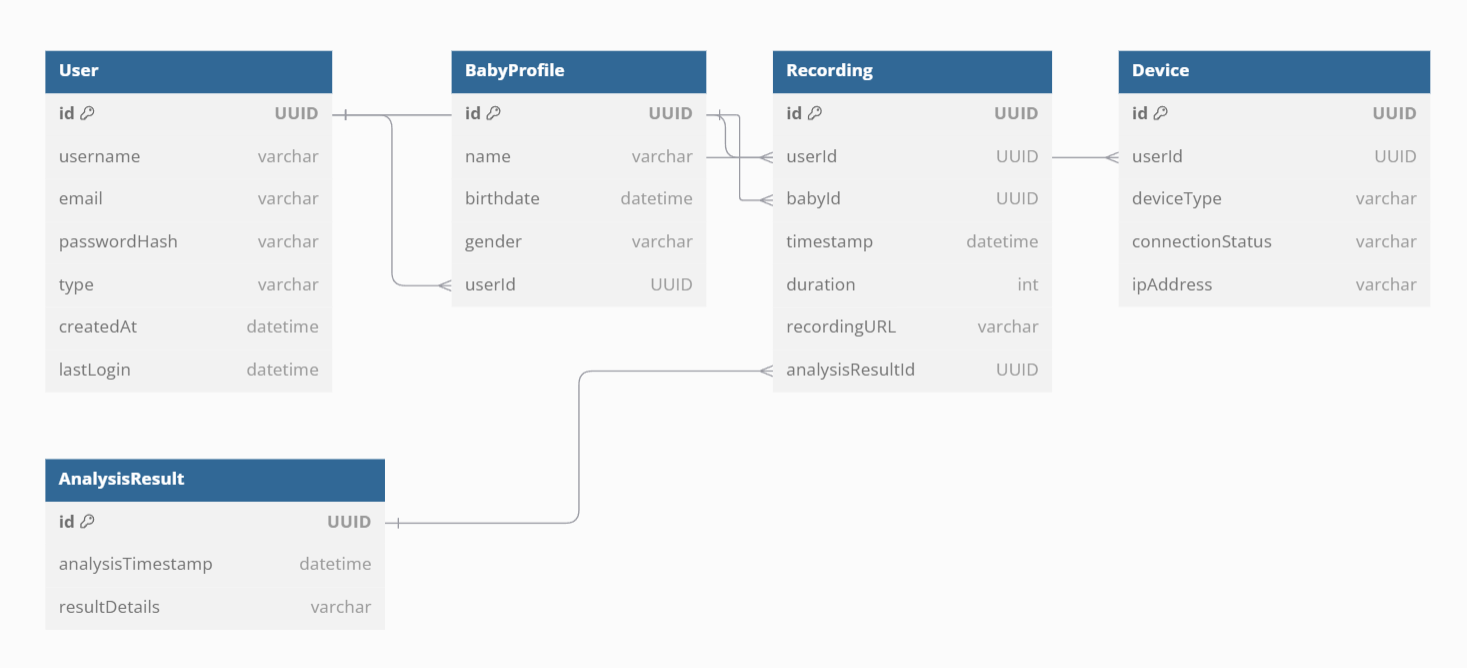 User
id UUID
username varchar
email varchar
passwordHash varchar
type varchar
createdAt datetime
lastLogin datetime
BabyProfile
id UUID
name varchar
birthdate datetime
gender varchar
userId UUID
Recording
id UUID
userId UUID
babyId UUID
timestamp datetime
duration int
recordingURL varchar
analysisResultId UUID
Device
id UUID
userId UUID
deviceType varchar
connectionStatus varchar
ipAddress varchar
AnalysisResult
id UUID
analysisTimestamp datetime
resultDetails varchar